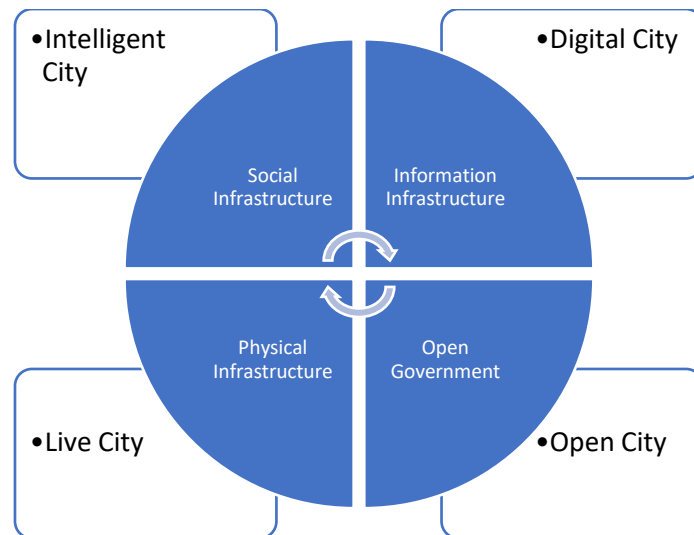 •Intelligent
City
•Digital City
Social
Infrastructure
Information
Infrastructure
Physical
Infrastructure
Open
Government
•Live City
•Open City